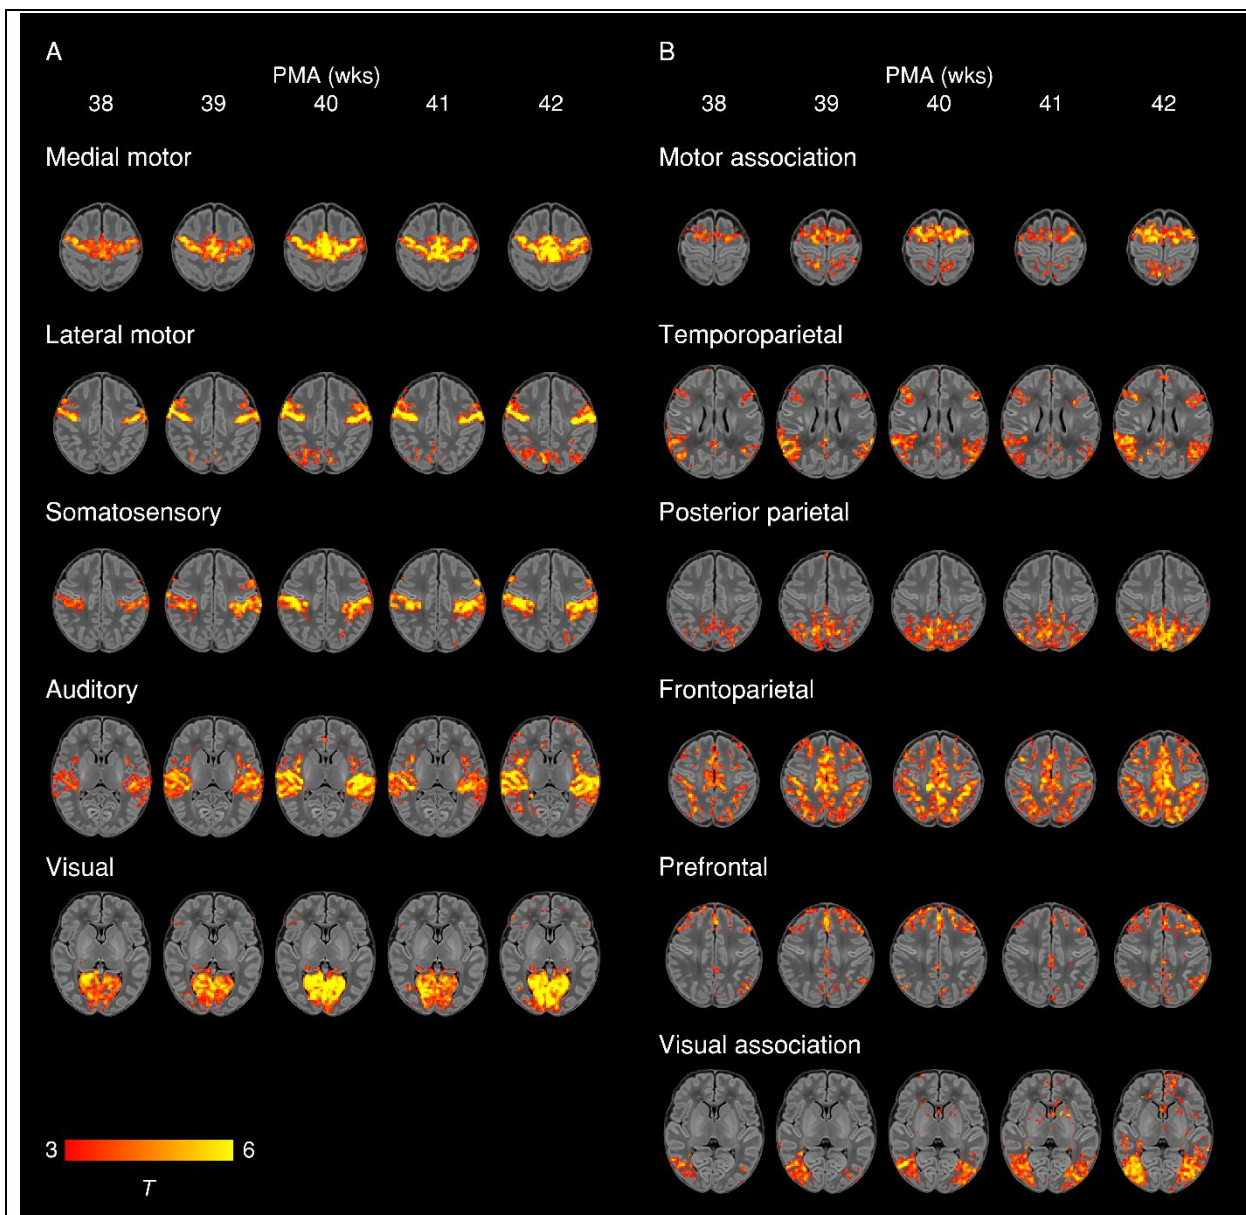 A
PMA (wks)
38 39 40 41 42
Medial motor
Lateral motor
Somatosensory
Auditory
Visual
3 6
T
B
PMA (wks)
38 39 40 41 42
Motor association
Temporoparietal
Posterior parietal
Frontoparietal
Prefrontal
Visual association